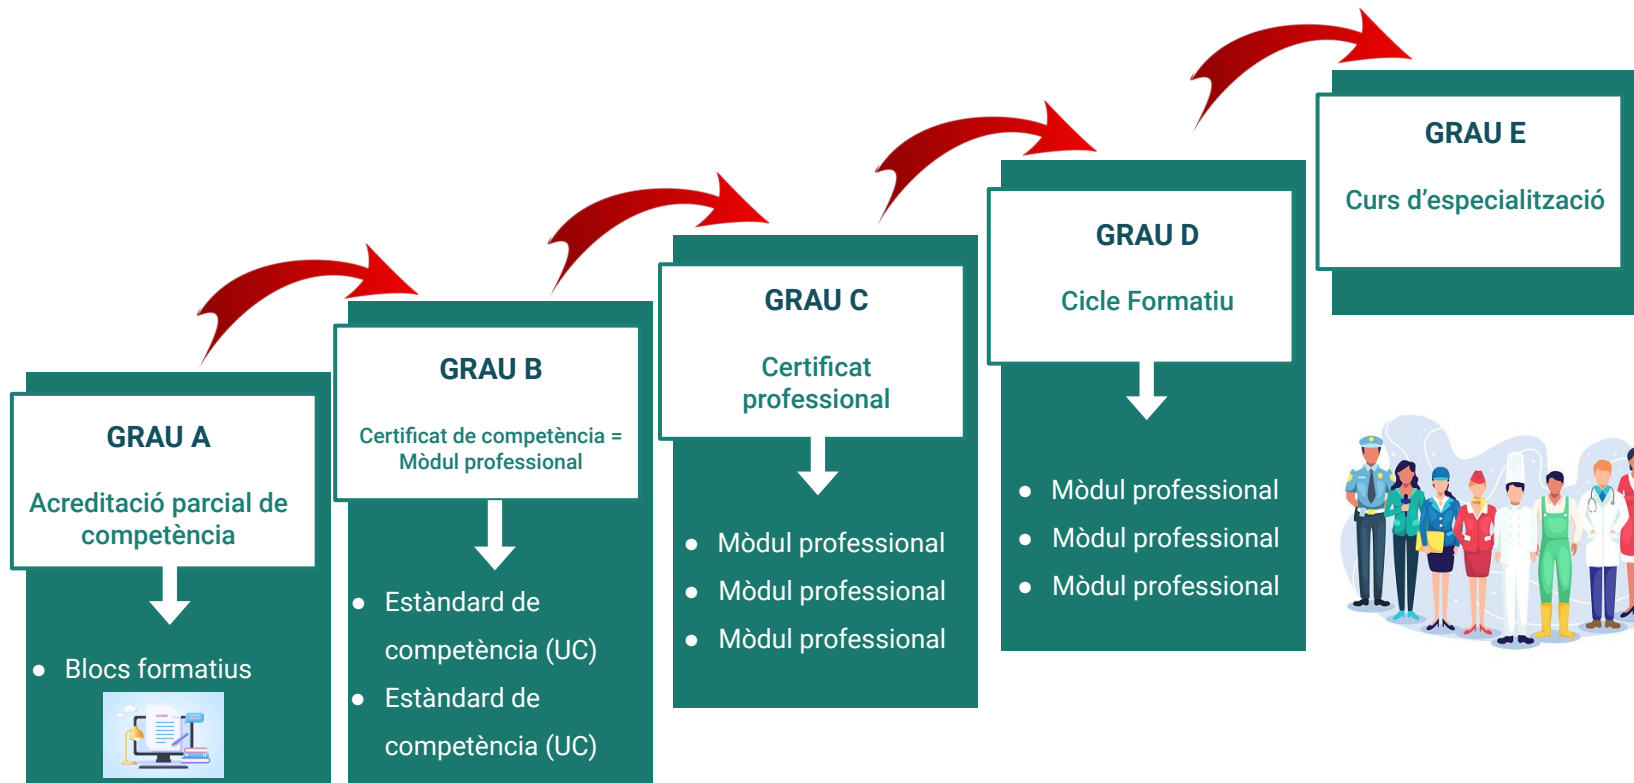 GRAU A
Acreditació parcial de
competència
● Blocs formatius
GRAU B
Certificat de competència =
Mòdul professional
● Estàndard de
competència (UC)
● Estàndard de
competència (UC)
GRAU C
Certificat
professional
● Mòdul professional
● Mòdul professional
● Mòdul professional
GRAU D
Cicle Formatiu
● Mòdul professional
● Mòdul professional
● Mòdul professional
GRAU E
Curs d’especialització